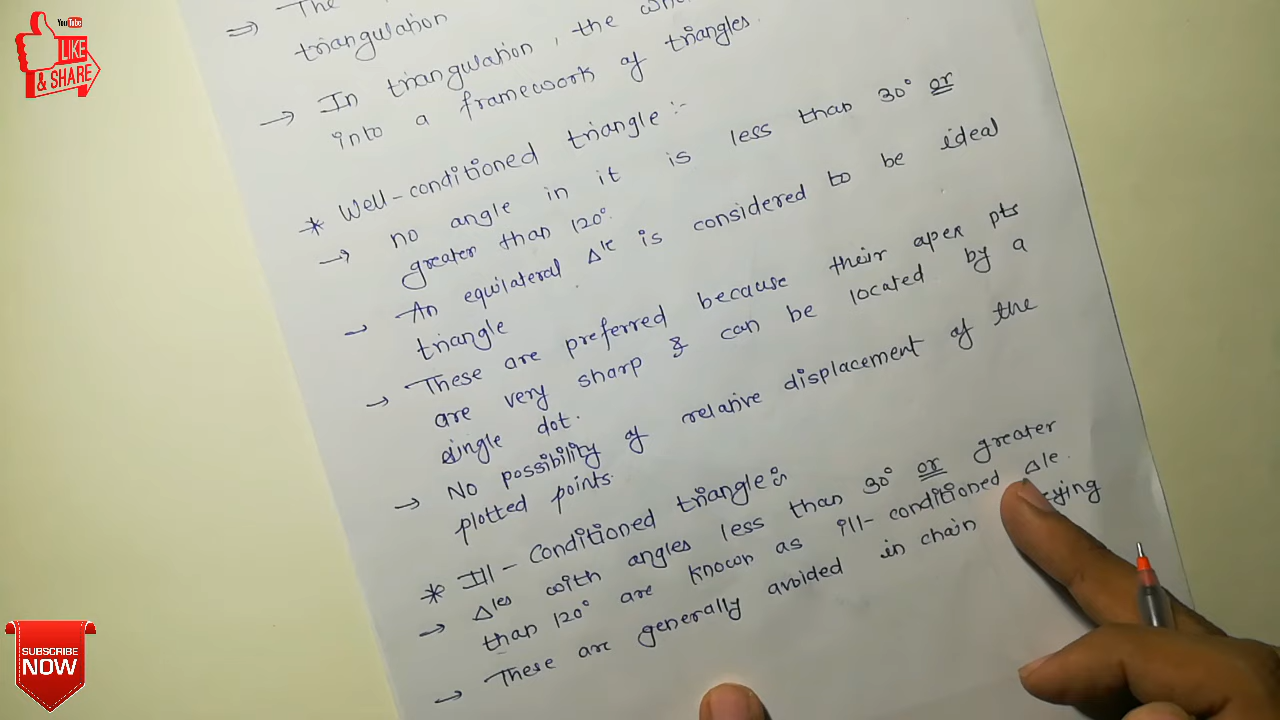 YouTube
LIKE
& SHARE
⇒ The
triangulation
→ In triangulation, the
into a framework of triangles.
* Well-conditioned triangle :-
→ no angle in it is less than 30° or
greater than 120°.
→ An equilateral Δle is considered to be ideal
triangle
→ These are preferred because their apex pts
are very sharp & can be located by a
single dot.
→ No possibility of relative displacement of the
plotted points.
* Ill-Conditioned triangle :-
→ Δles with angles less than 30° or greater
than 120° are known as ill-conditioned Δle.
→ These are generally avoided in chain
SUBSCRIBE
NOW